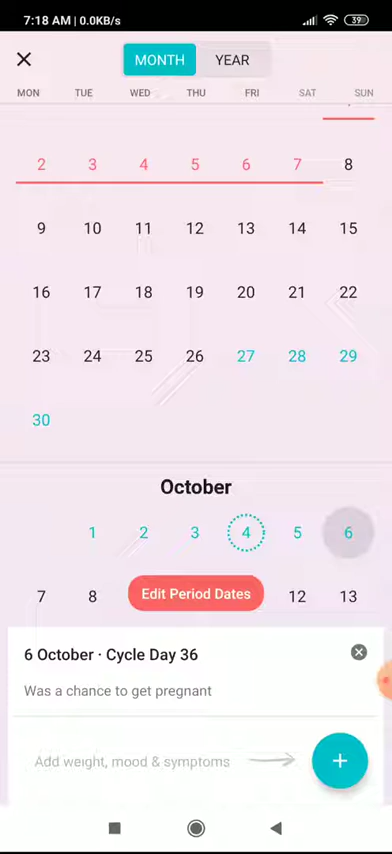 7:18 AM | 0.0KB/s 39
MONTH YEAR
MON TUE WED THU FRI SAT SUN
2 3 4 5 6 7 8
9 10 11 12 13 14 15
16 17 18 19 20 21 22
23 24 25 26 27 28 29
30
October
1 2 3 4 5 6
7 8 Edit Period Dates 12 13
6 October · Cycle Day 36
Was a chance to get pregnant
Add weight, mood & symptoms